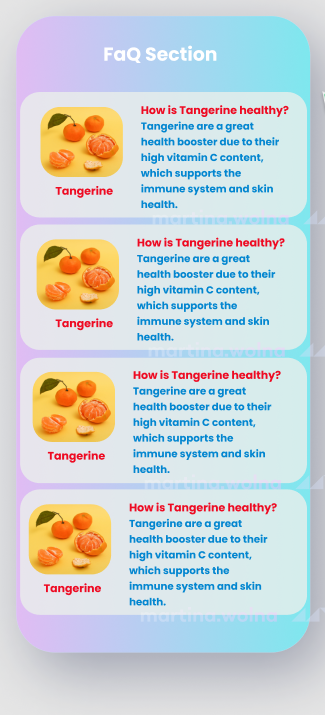 FaQ Section
How is Tangerine healthy?
Tangerine are a great
health booster due to their
high vitamin C content,
which supports the
immune system and skin
health.
Tangerine
How is Tangerine healthy?
Tangerine are a great
health booster due to their
high vitamin C content,
which supports the
immune system and skin
health.
Tangerine
How is Tangerine healthy?
Tangerine are a great
health booster due to their
high vitamin C content,
which supports the
immune system and skin
health.
Tangerine
How is Tangerine healthy?
Tangerine are a great
health booster due to their
high vitamin C content,
which supports the
immune system and skin
health.
Tangerine